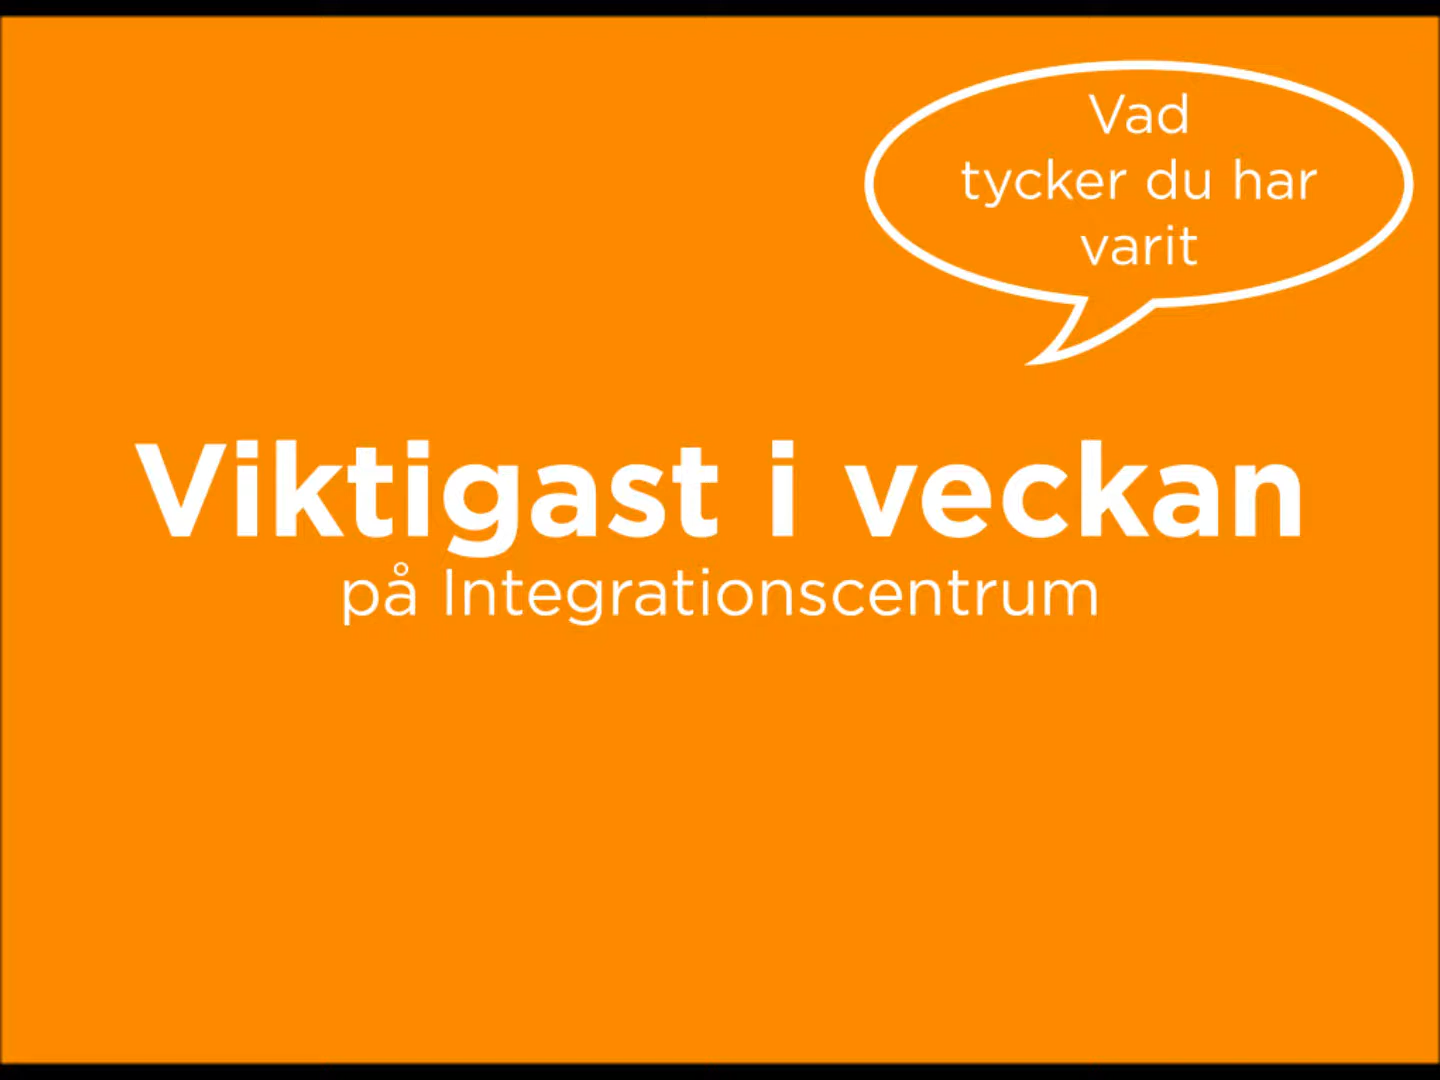 Vad
tycker du har
varit
Viktigast i veckan
på Integrationscentrum